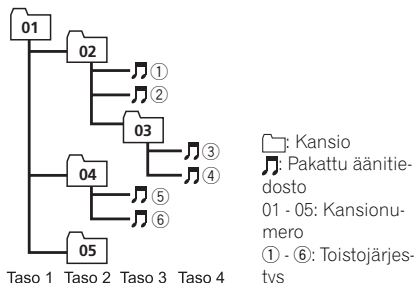 01
02
①
②
03
③
④
04
⑤
⑥
05
Taso 1 Taso 2 Taso 3 Taso 4
: Kansio
: Pakattu äänitie-
dosto
01 - 05: Kansionu-
mero
① - ⑥: Toistojärjes-
tys